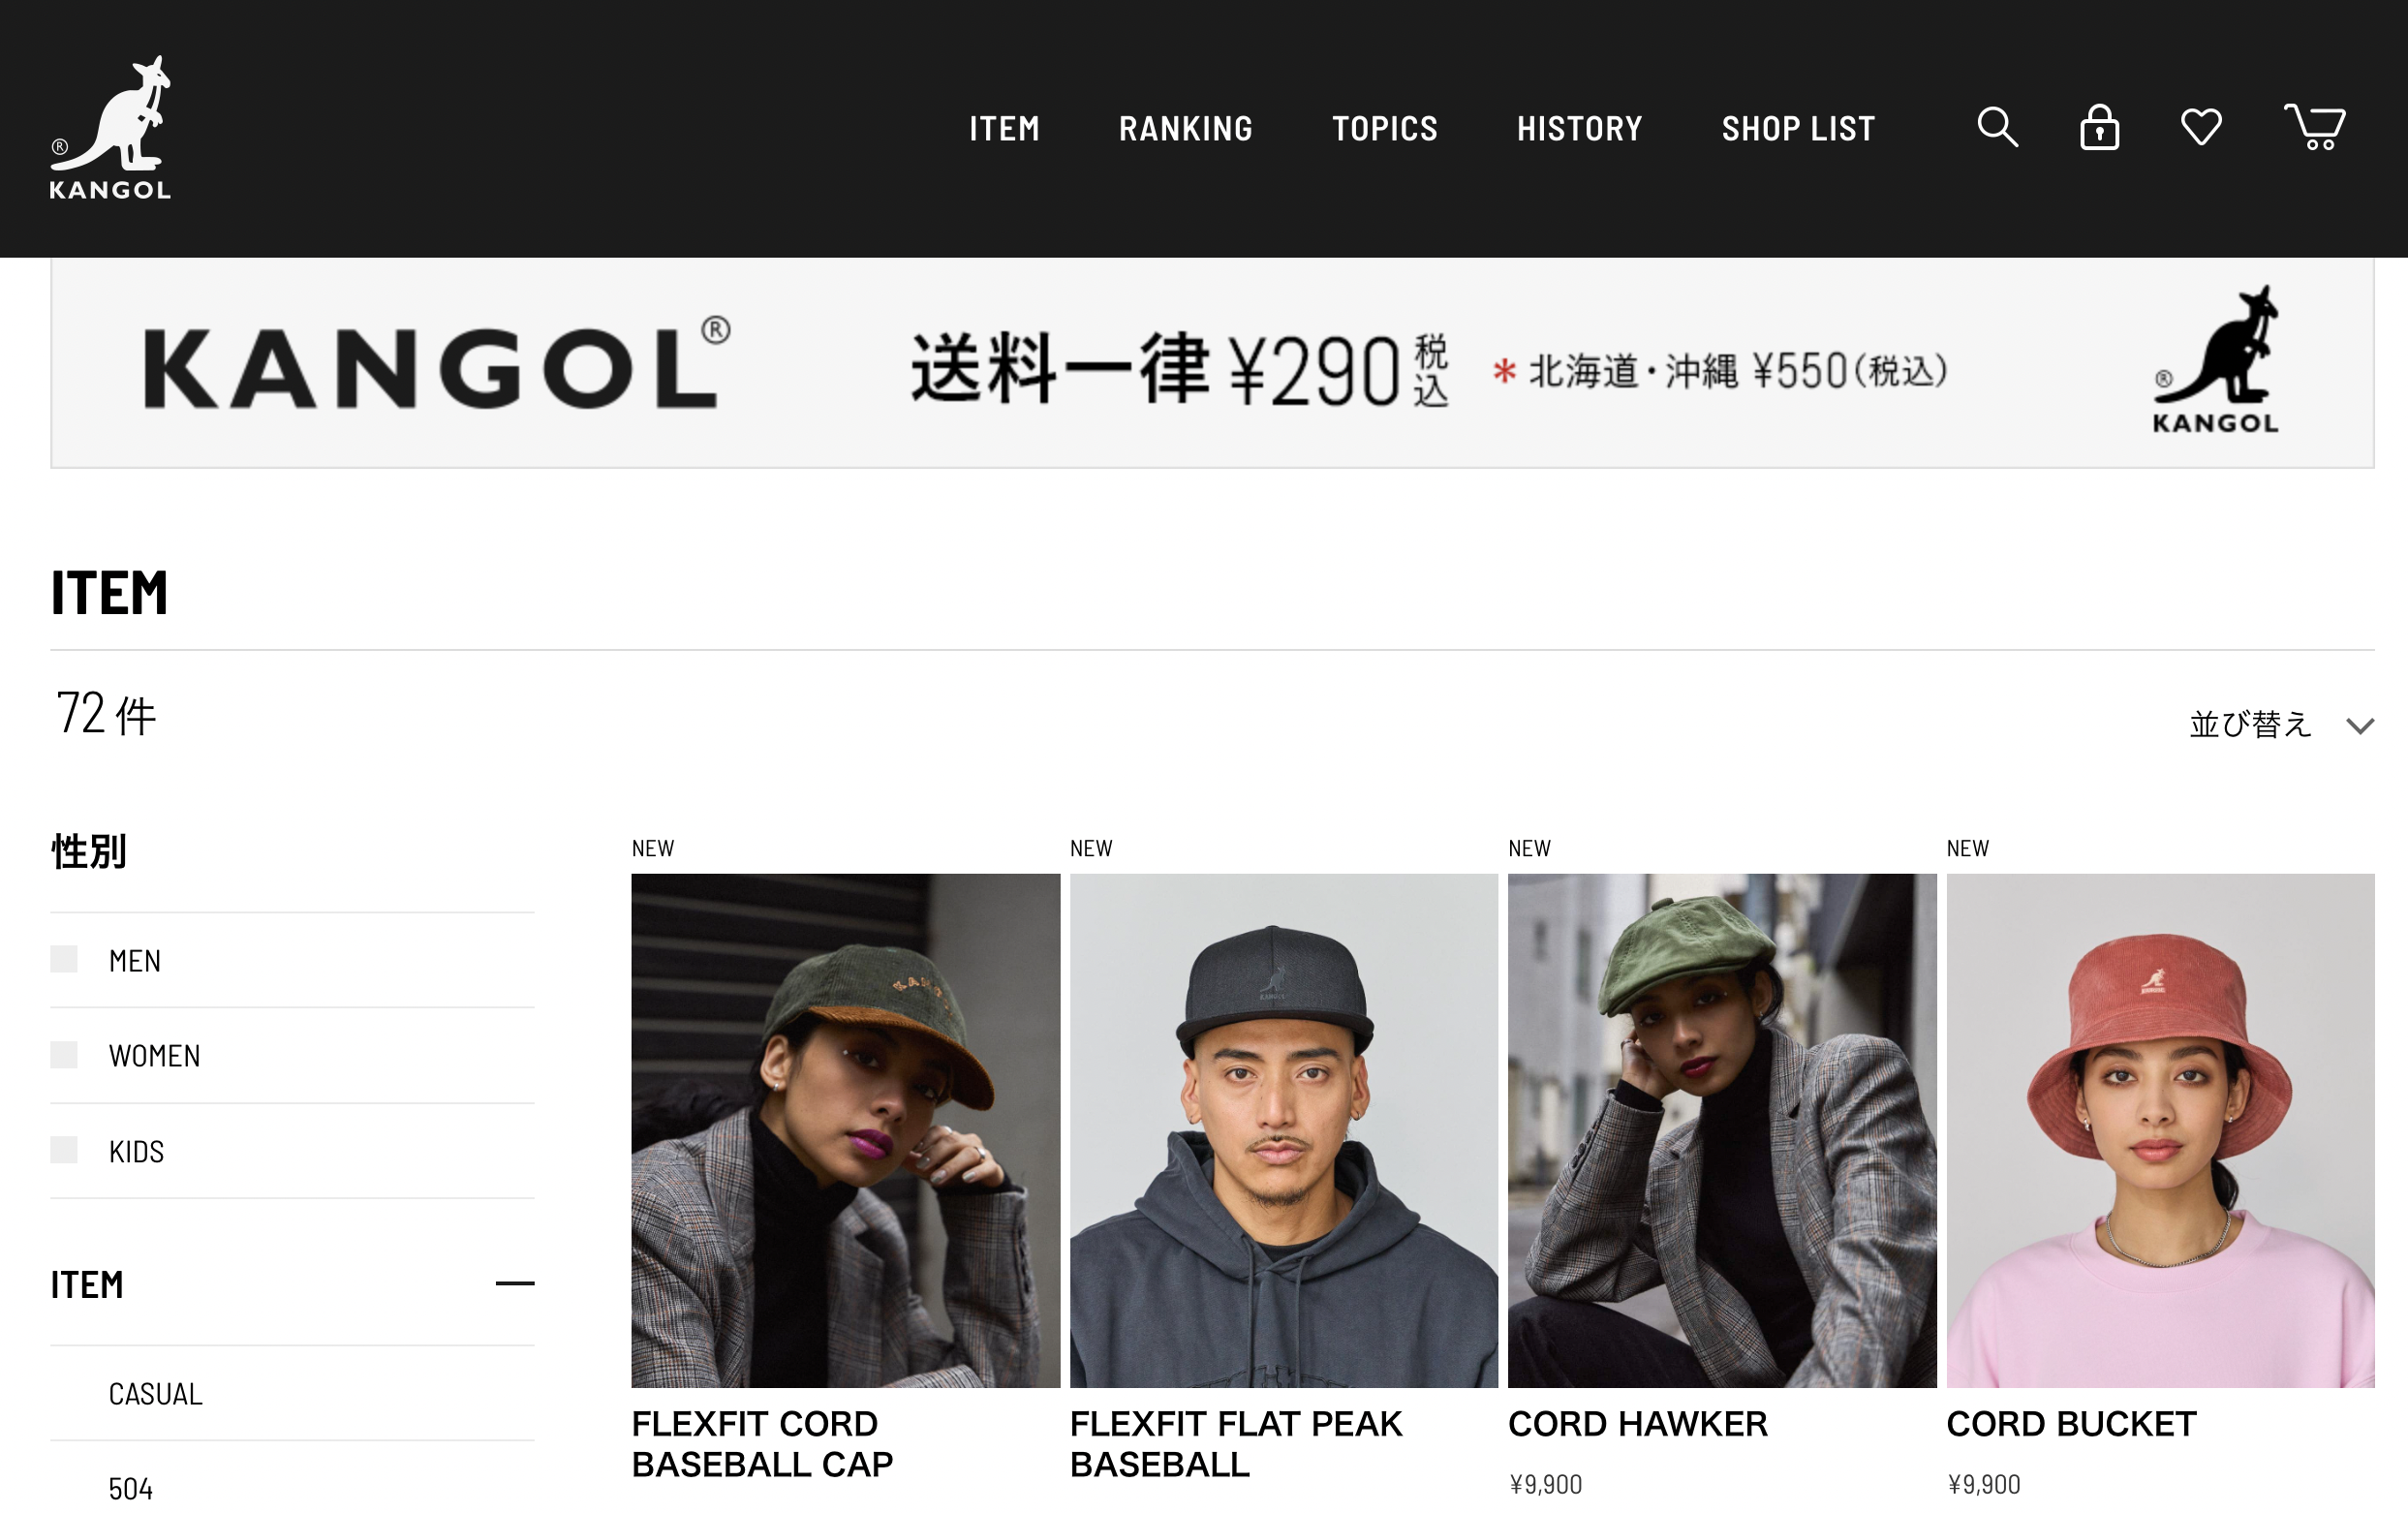 ® KANGOL
ITEM RANKING TOPICS HISTORY SHOP LIST
KANGOL® 送料一律 ¥290 税込 * 北海道・沖縄 ¥550(税込) ® KANGOL
ITEM
72 件
並び替え
性別
MEN
WOMEN
KIDS
ITEM
CASUAL
504
NEW
FLEXFIT CORD
BASEBALL CAP
NEW
KANGOL
FLEXFIT FLAT PEAK
BASEBALL
NEW
CORD HAWKER
¥9,900
NEW
KANGOL
CORD BUCKET
¥9,900